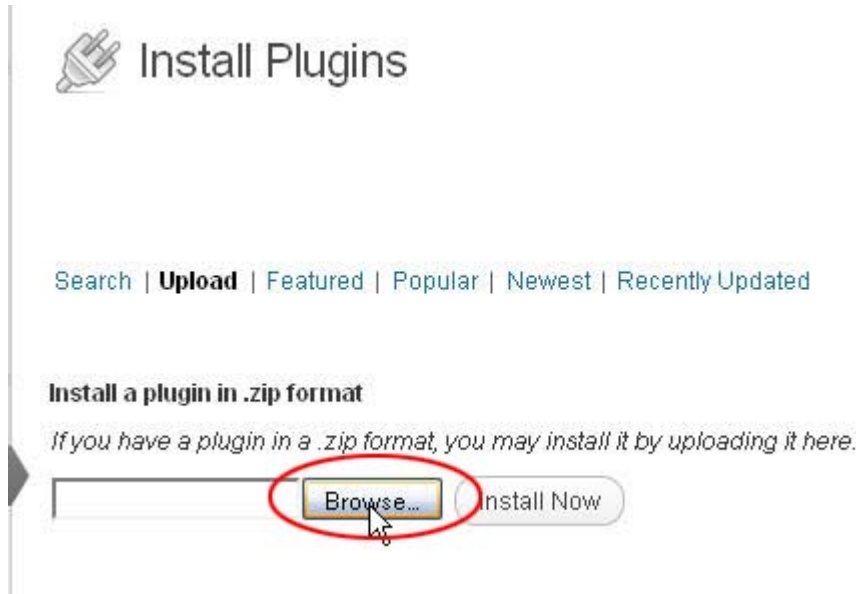 Install Plugins
Search | Upload | Featured | Popular | Newest | Recently Updated
Install a plugin in .zip format
If you have a plugin in a .zip format, you may install it by uploading it here.
Browse... Install Now